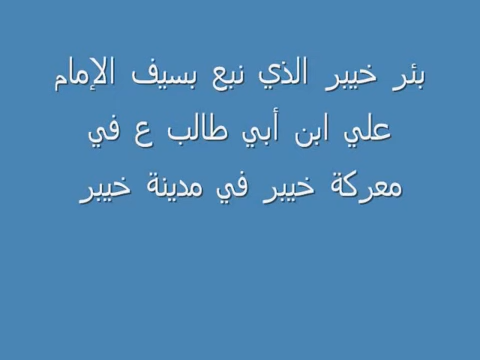 بئر خيبر الذي نبع بسيف الإمام
علي ابن أبي طالب ع في
معركة خيبر في مدينة خيبر